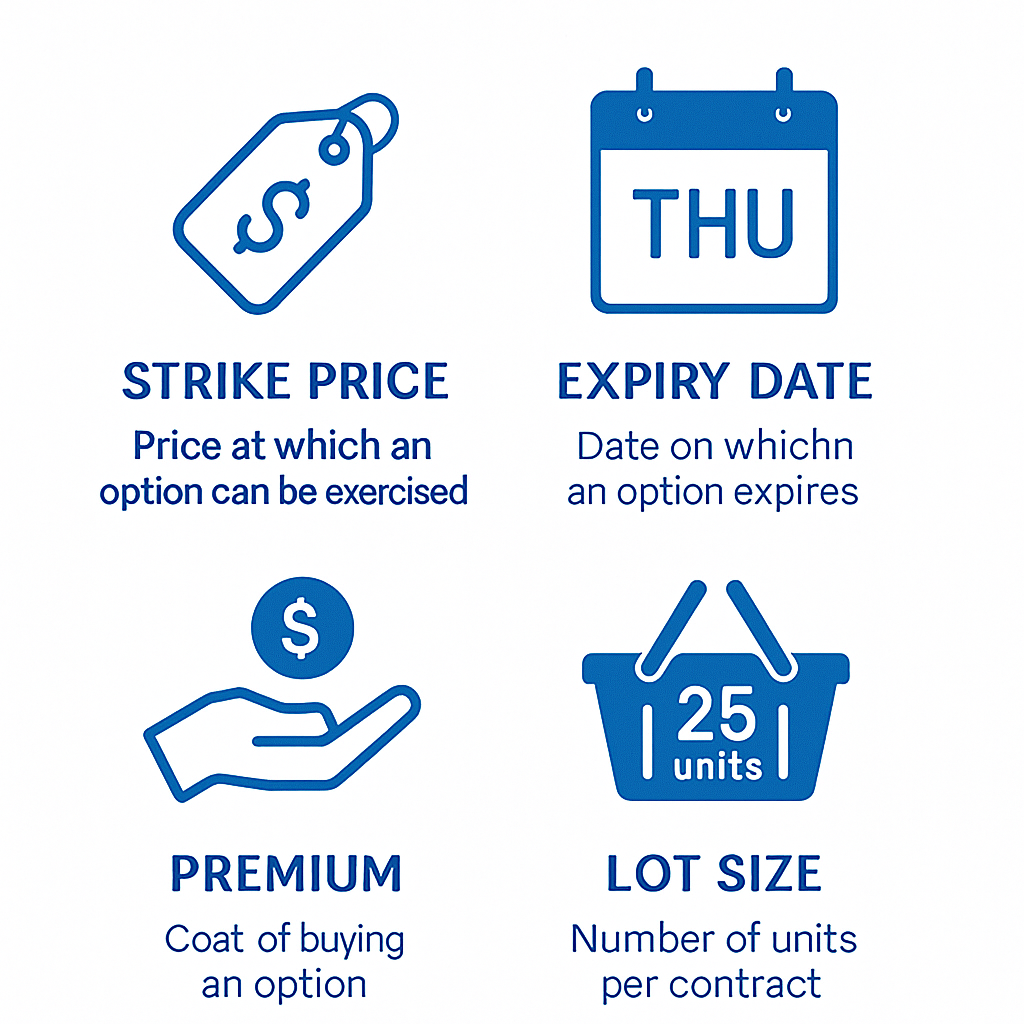 $
THU
STRIKE PRICE
Price at which an
option can be exercised
EXPIRY DATE
Date on whichn
an option expires
$
25
units
PREMIUM
Coat of buying
an option
LOT SIZE
Number of units
per contract